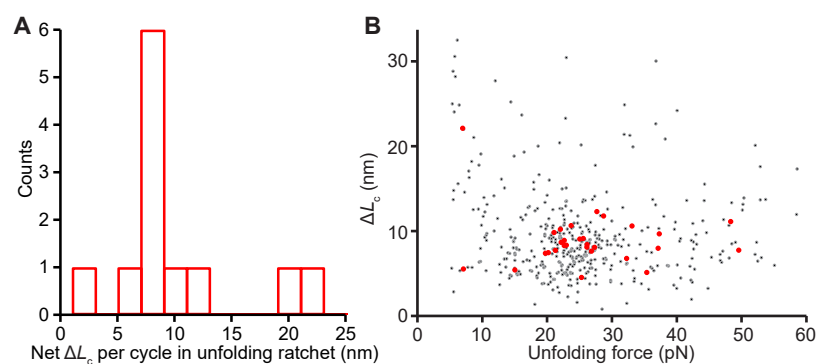 A
6
5
4
3
2
1
0
Counts
0 5 10 15 20 25
Net ΔLc per cycle in unfolding ratchet (nm)
B
30
20
10
0
ΔLc (nm)
0 10 20 30 40 50 60
Unfolding force (pN)